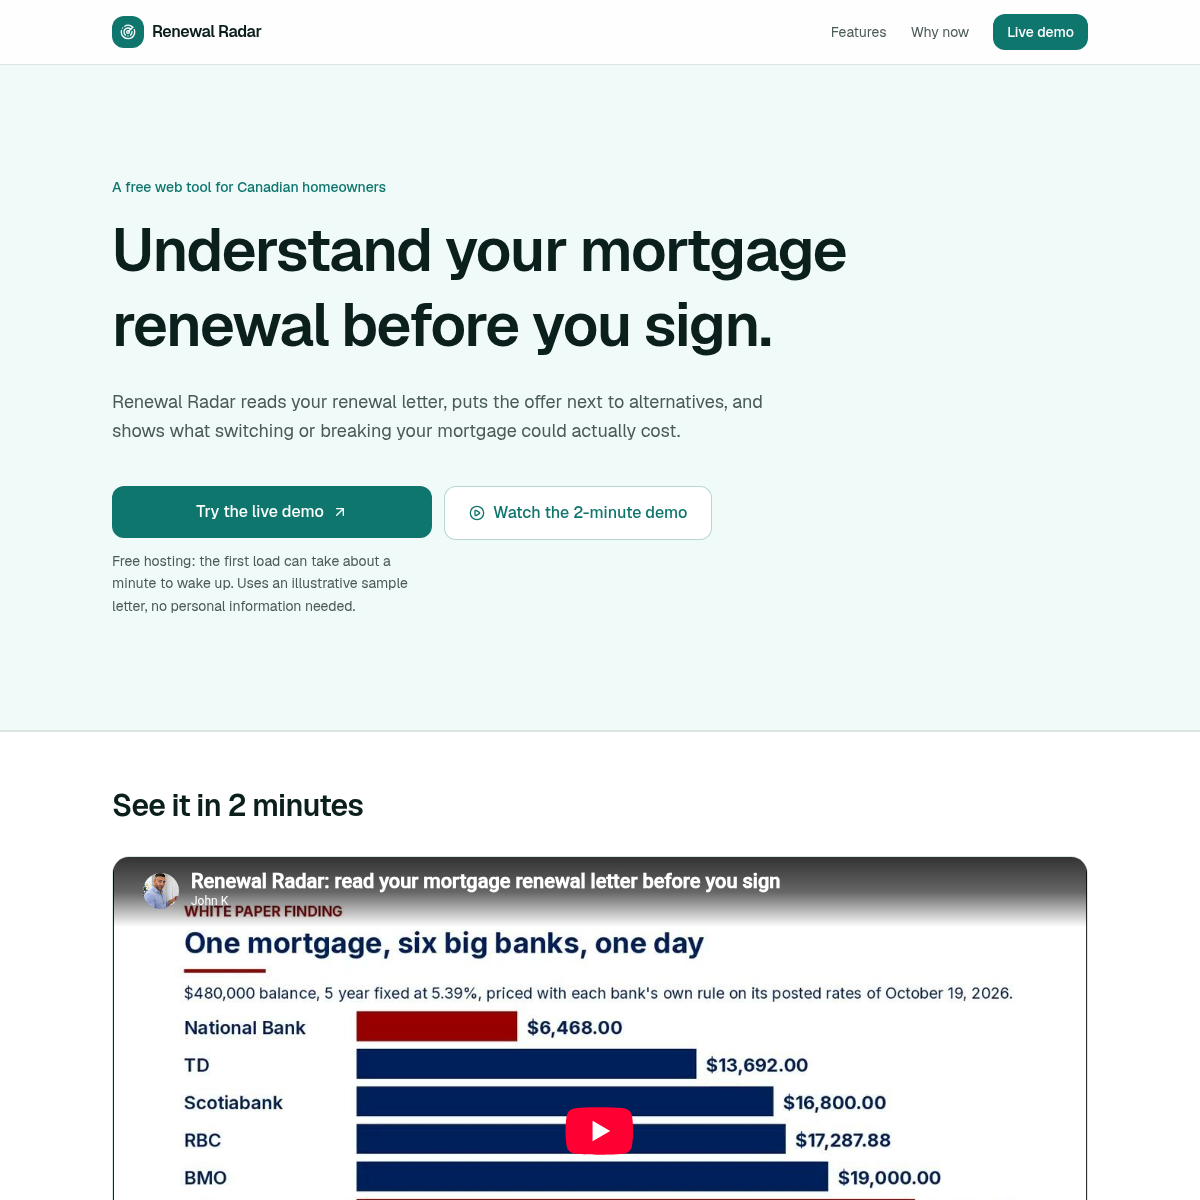 Renewal Radar
Features
Why now
Live demo
A free web tool for Canadian homeowners
Understand your mortgage
renewal before you sign.
Renewal Radar reads your renewal letter, puts the offer next to alternatives, and
shows what switching or breaking your mortgage could actually cost.
Try the live demo
Watch the 2-minute demo
Free hosting: the first load can take about a
minute to wake up. Uses an illustrative sample
letter, no personal information needed.
See it in 2 minutes
Renewal Radar: read your mortgage renewal letter before you sign
John K
WHITE PAPER FINDING
One mortgage, six big banks, one day
$480,000 balance, 5 year fixed at 5.39%, priced with each bank's own rule on its posted rates of October 19, 2026.
National Bank $6,468.00
TD $13,692.00
Scotiabank $16,800.00
RBC $17,287.88
BMO $19,000.00